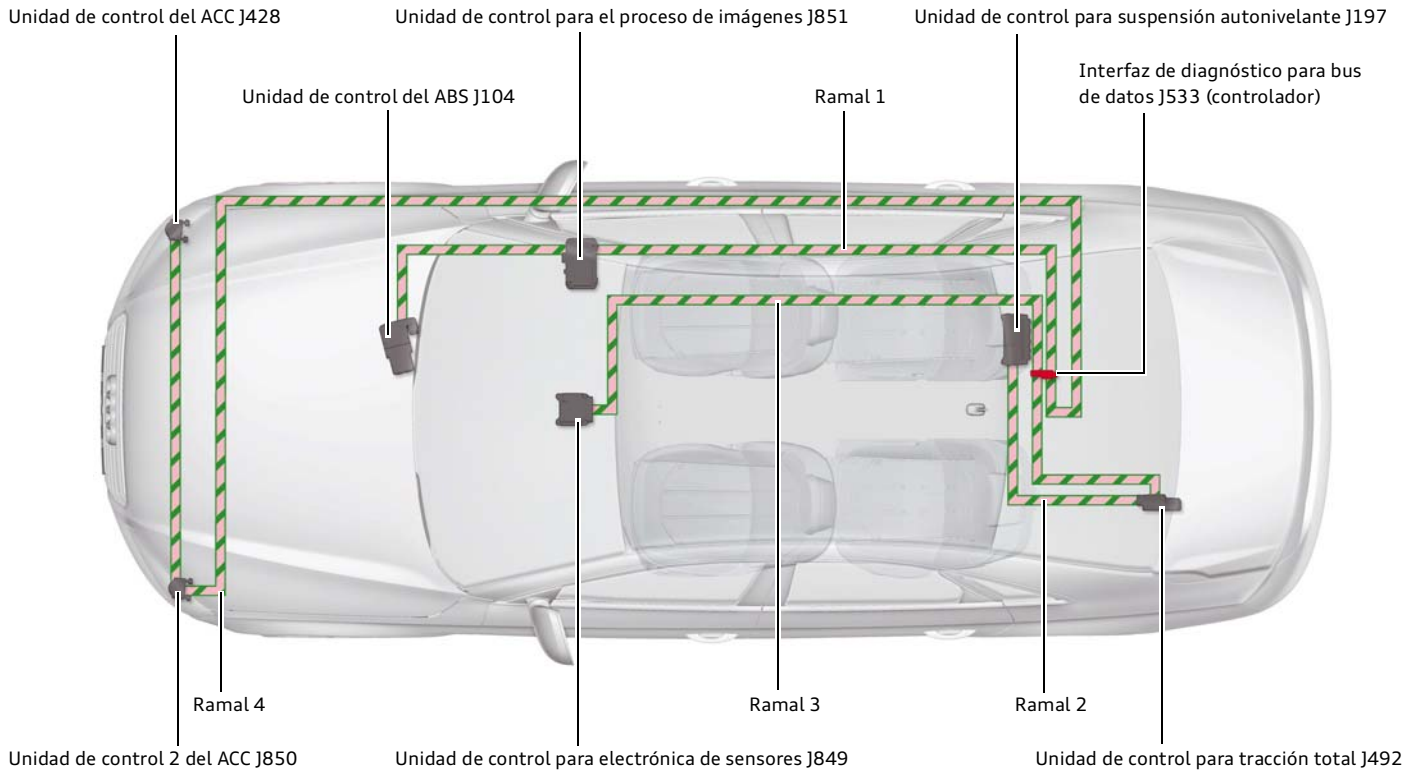 Unidad de control del ACC J428
Unidad de control para el proceso de imágenes J851
Unidad de control para suspensión autonivelante J197
Interfaz de diagnóstico para bus
de datos J533 (controlador)
Unidad de control del ABS J104
Ramal 1
Ramal 4
Ramal 3
Ramal 2
Unidad de control 2 del ACC J850
Unidad de control para electrónica de sensores J849
Unidad de control para tracción total J492